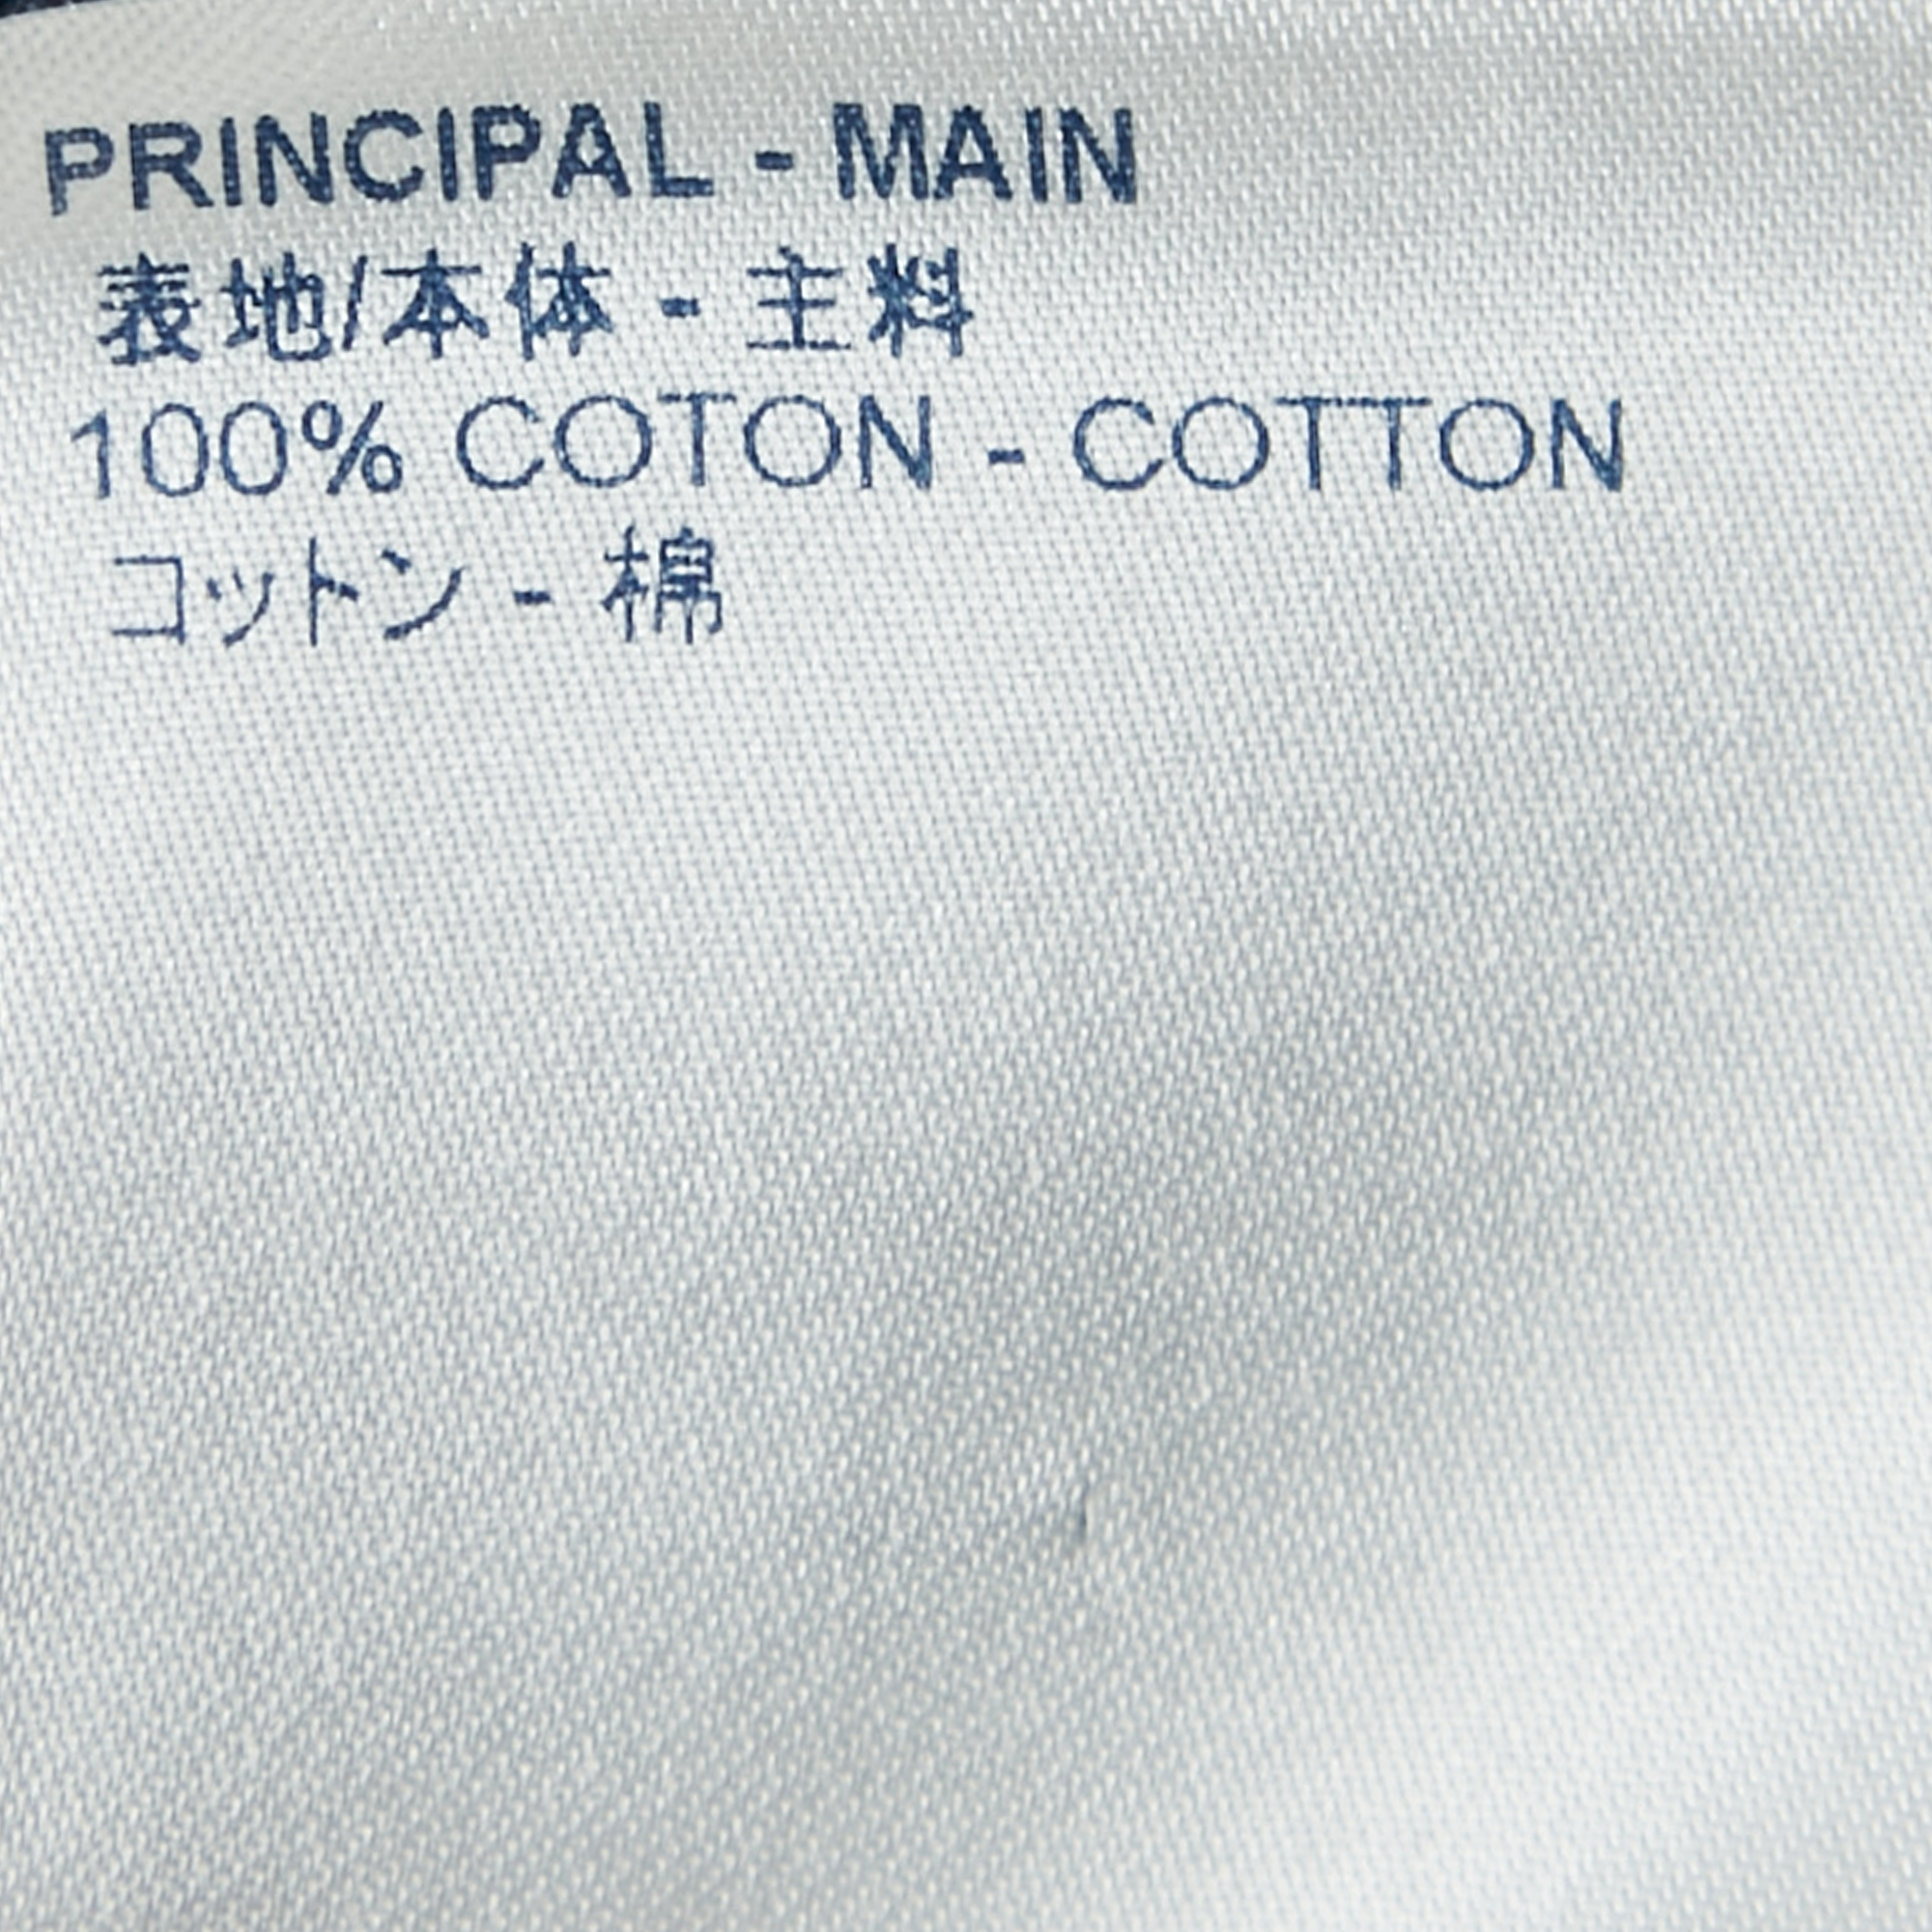 PRINCIPAL - MAIN
表地/本体 - 主料
100% COTON - COTTON
コットン - 棉